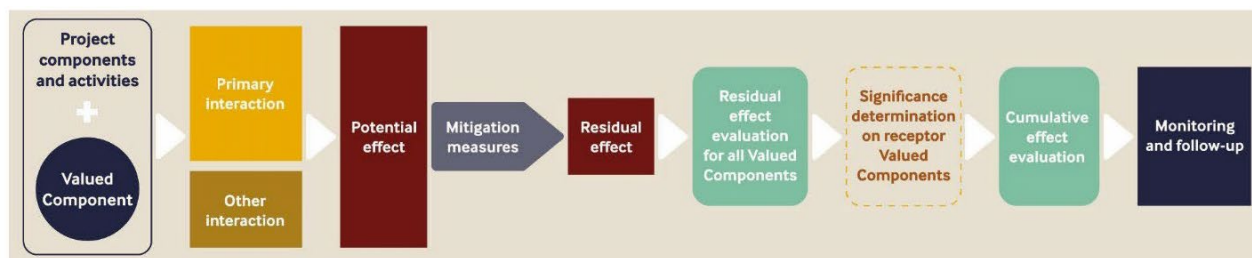 Project
components
and activities
+
Valued
Component
Primary
interaction
Other
interaction
Potential
effect
Mitigation
measures
Residual
effect
Residual
effect
evaluation
for all Valued
Components
Significance
determination
on receptor
Valued
Components
Cumulative
effect
evaluation
Monitoring
and follow-up